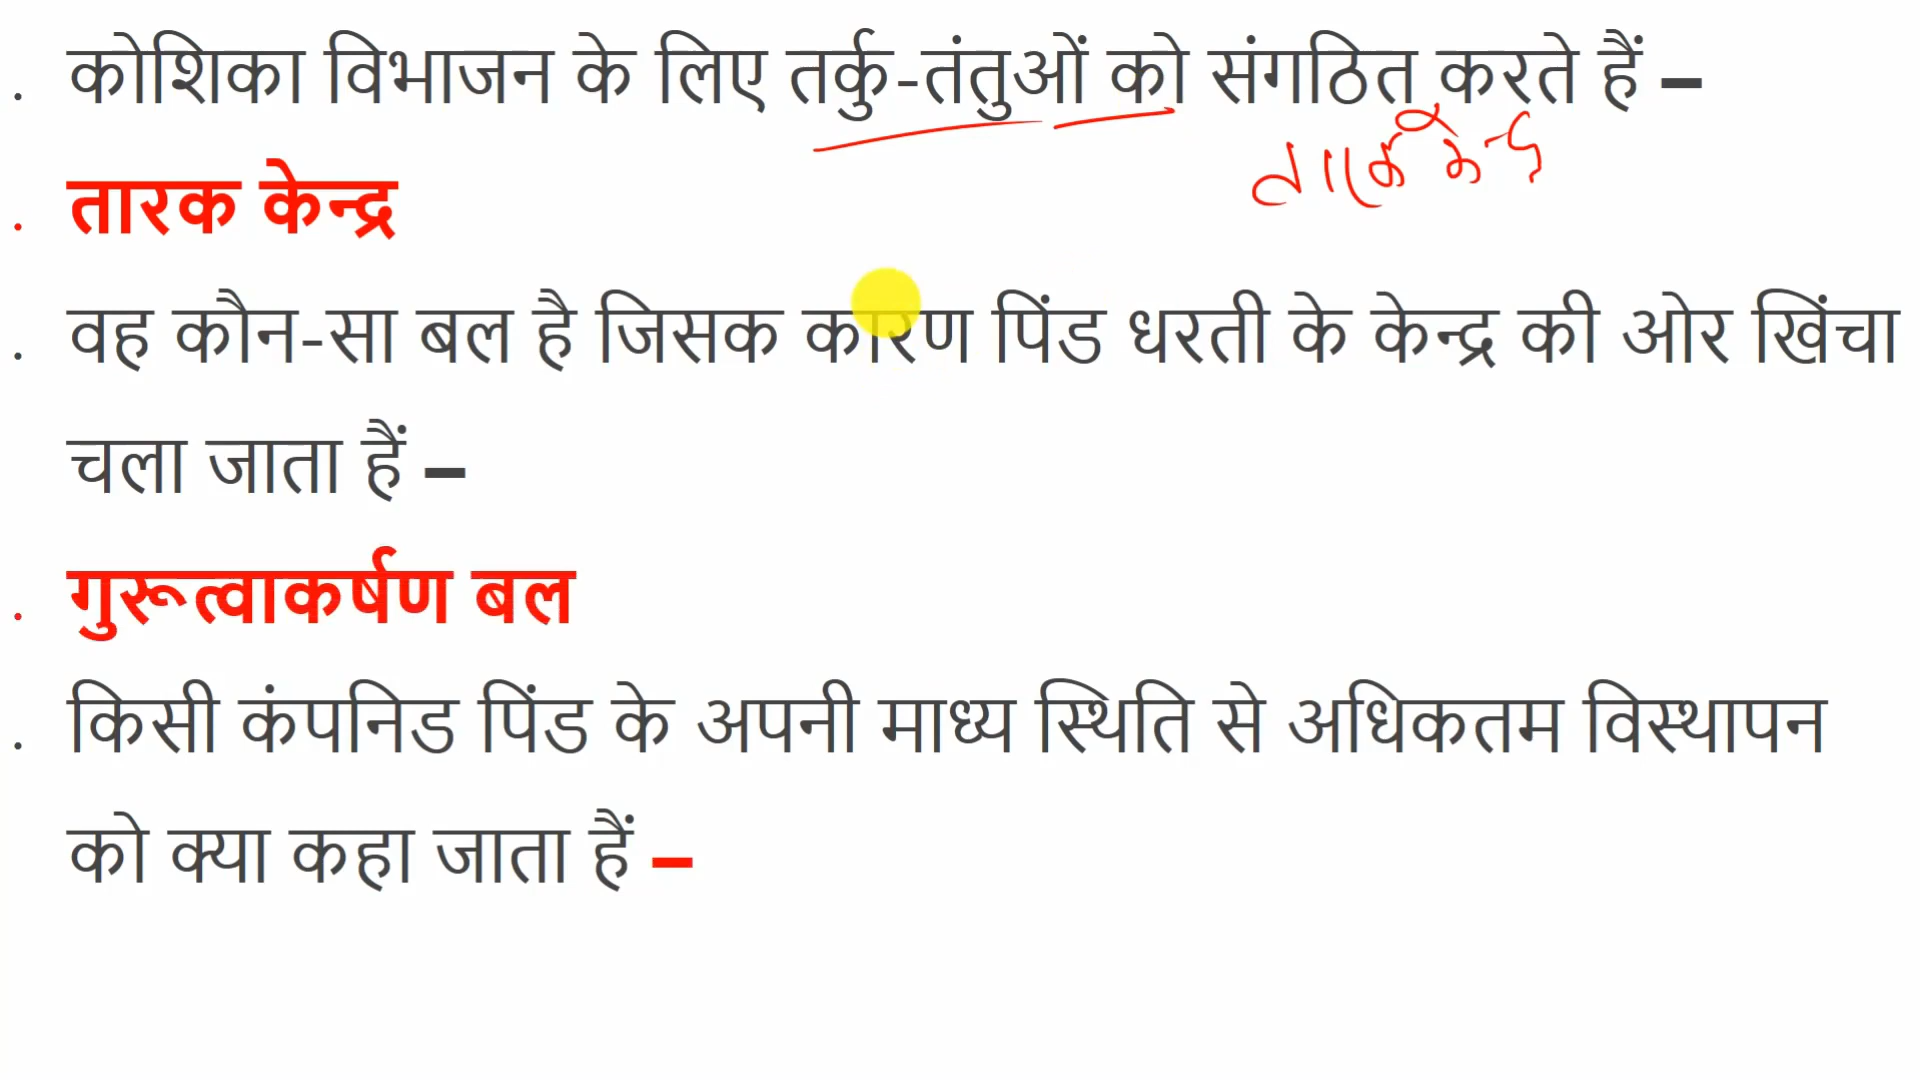 . कोशिका विभाजन के लिए तर्कु-तंतुओं को संगठित करते हैं –
. तारक केन्द्र
. वह कौन-सा बल है जिसक कारण पिंड धरती के केन्द्र की ओर खिंचा
चला जाता हैं –
. गुरूत्वाकर्षण बल
. किसी कंपनिड पिंड के अपनी माध्य स्थिति से अधिकतम विस्थापन
को क्या कहा जाता हैं –